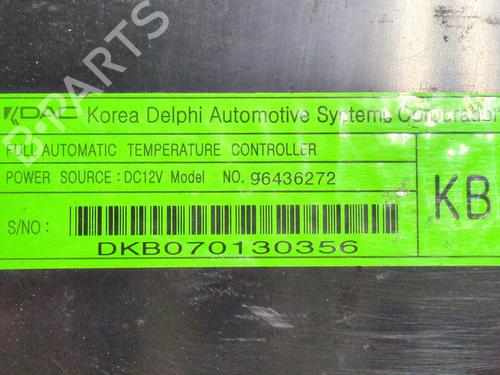 KDAC Korea Delphi Automotive Systems Corporation
FULL AUTOMATIC TEMPERATURE CONTROLLER
POWER SOURCE : DC12V Model NO. 96436272
KB
S/NO :
DKB070130356
B-PARTS